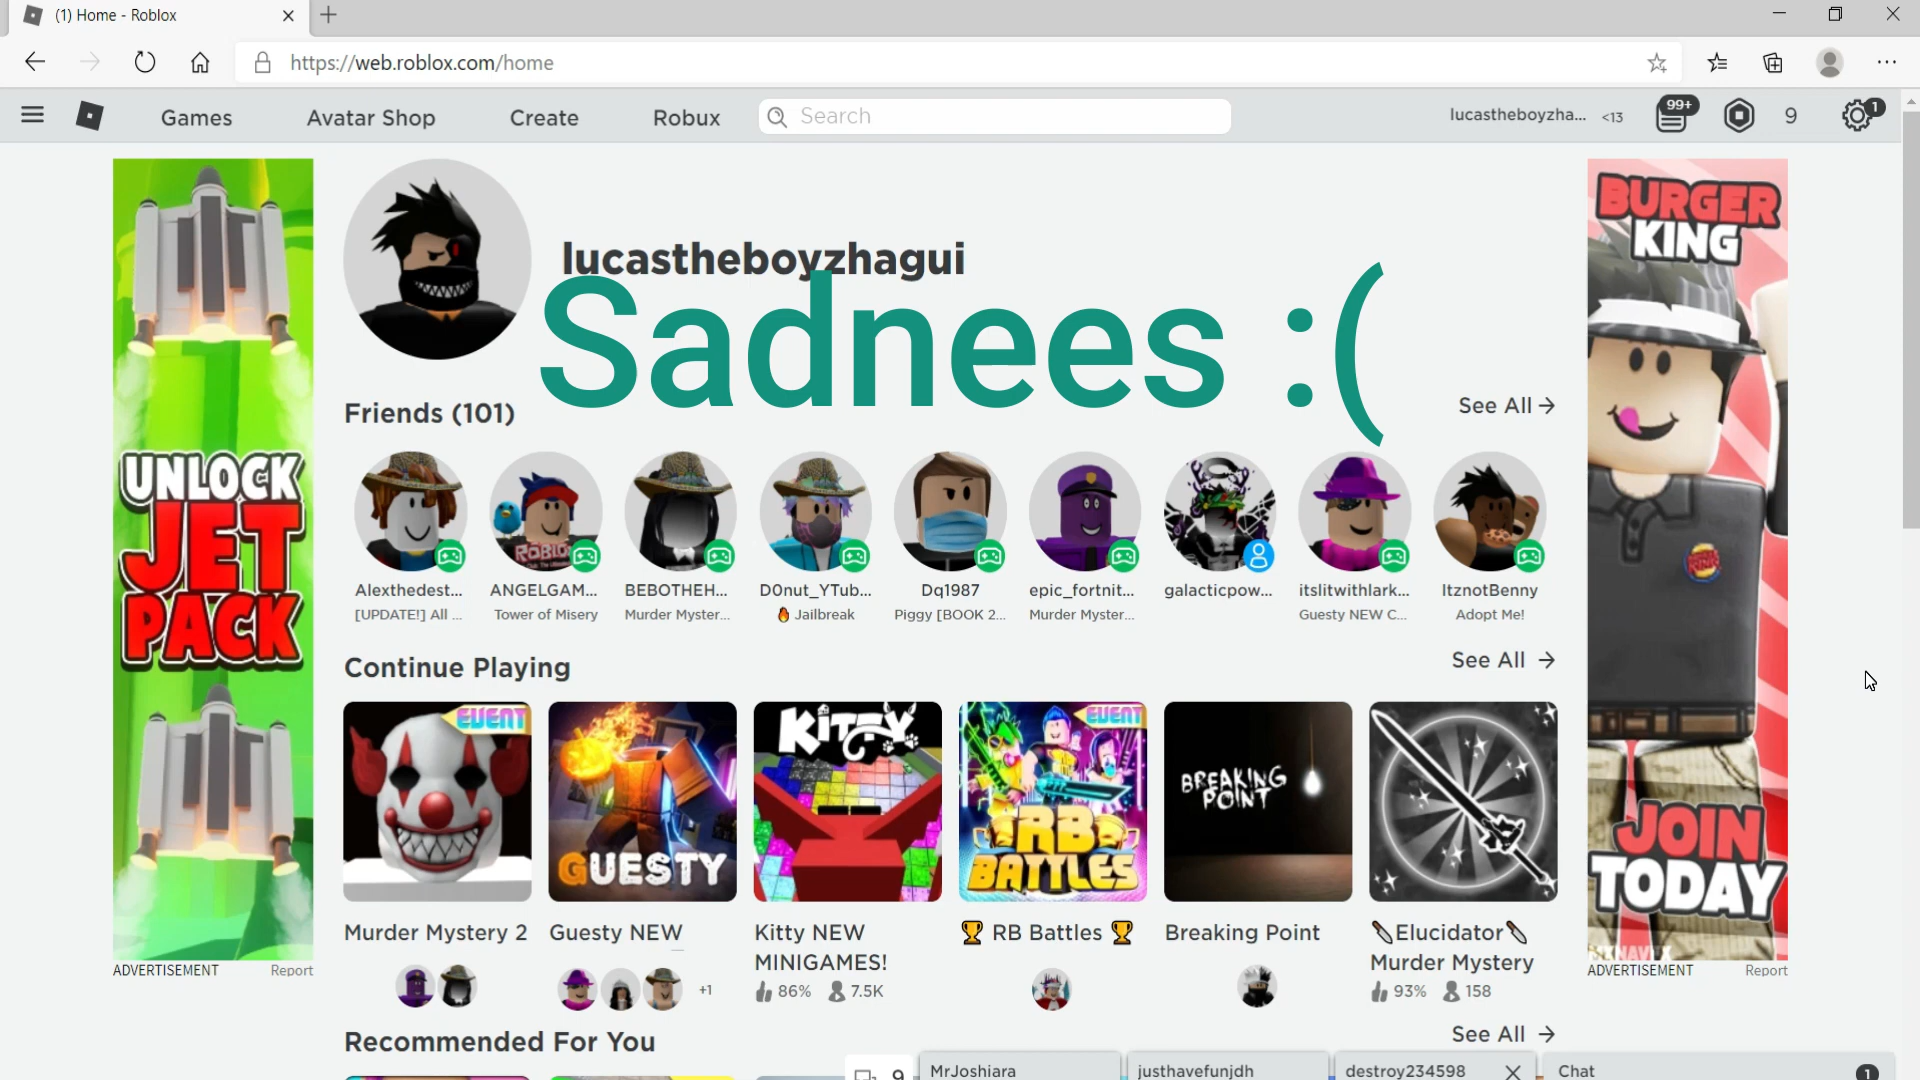 (1) Home - Roblox
https://web.roblox.com/home
Games Avatar Shop Create Robux Search lucastheboyzha... <13 99+ 9 1
lucastheboyzhagui
Sadnees :(
Friends (101) See All →
Alexthedest... ANGELGAM... BEBOTHEH... D0nut_YTub... Dq1987 epic_fortnit... galacticpow... itslitwithlark... ItznotBenny
[UPDATE!] All ... Tower of Misery Murder Myster... 🔥 Jailbreak Piggy [BOOK 2... Murder Myster... Guesty NEW C... Adopt Me!
Continue Playing See All →
EVENT
GUESTY
KITTY
EVENT
RB
BATTLES
BREAKING
POINT
Murder Mystery 2
Guesty NEW
+1
Kitty NEW
MINIGAMES!
86% 7.5K
🏆 RB Battles 🏆
Breaking Point
🔪Elucidator🔪
Murder Mystery
93% 158
Recommended For You See All →
UNLOCK
JET
PACK
ADVERTISEMENT Report
BURGER
KING
JOIN
TODAY
ADVERTISEMENT Report
9 MrJoshiara justhavefunjdh destroy234598 Chat 1